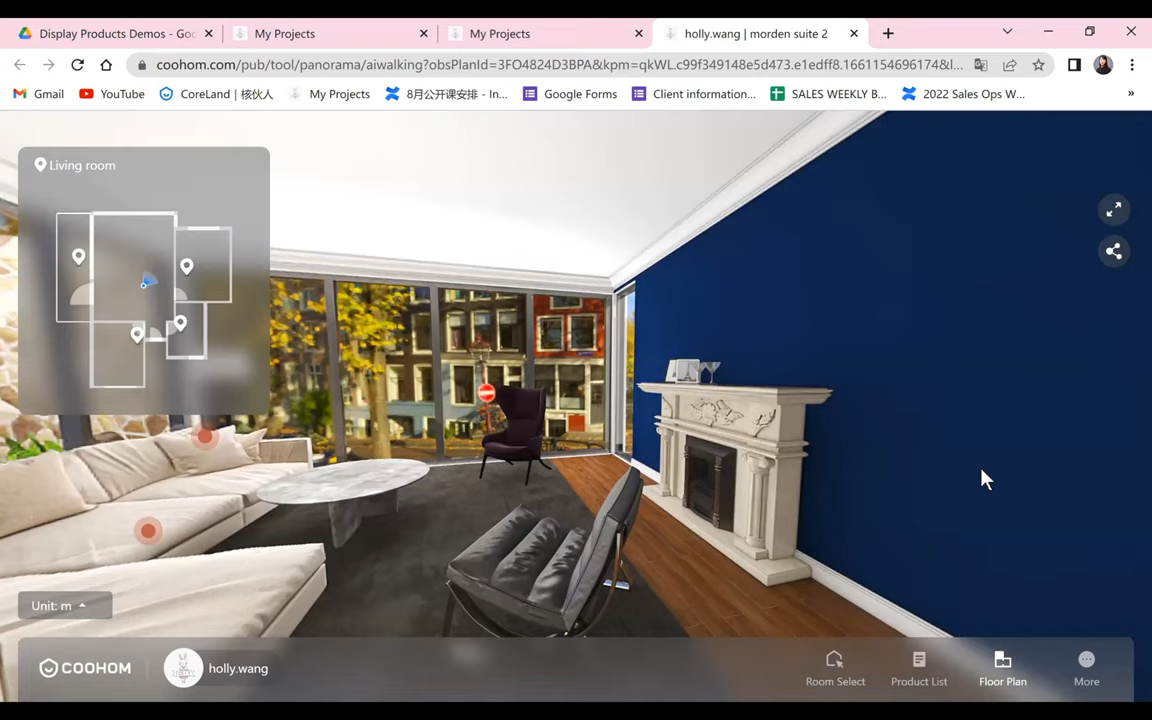 Display Products Demos - Goo
My Projects
My Projects
holly.wang | morden suite 2
coohom.com/pub/tool/panorama/aiwalking?obsPlanId=3FO4824D3BPA&kpm=qkWL.c99f349148e5d473.e1edff8.1661154696174&l...
Gmail
YouTube
CoreLand | 核伙人
My Projects
8月公开课安排 - In...
Google Forms
Client information...
SALES WEEKLY B...
2022 Sales Ops W...
»
Living room
Unit: m
COOHOM
holly.wang
Room Select
Product List
Floor Plan
More